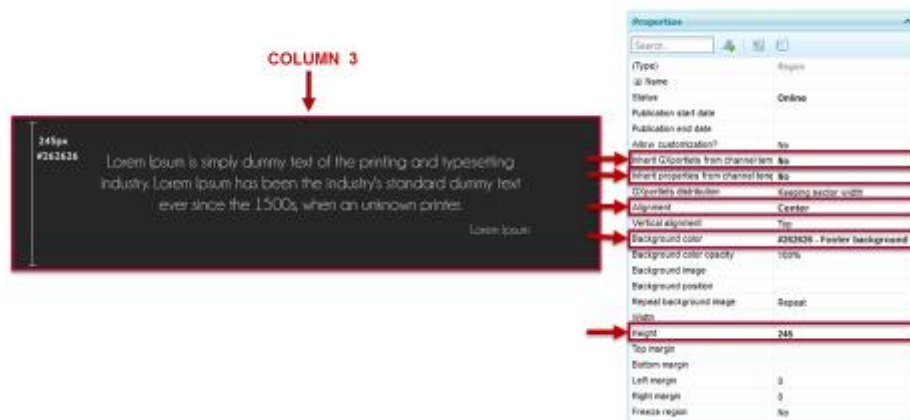 COLUMN 3
245px
#262626
Lorem Ipsum is simply dummy text of the printing and typesetting
industry. Lorem Ipsum has been the industry's standard dummy text
ever since the 1500s, when an unknown printer.
Lorem Ipsum
Properties
Search...
(Type) Region
Name
Status Online
Publication start date
Publication end date
Allow customization? No
Inherit GXportlets from channel tem No
Inherit properties from channel temp No
GXportlets distribution Keeping sector width
Alignment Center
Vertical alignment Top
Background color #262626 - Footer background
Background color opacity 100%
Background image
Background position
Repeat background image Repeat
Width
Height 245
Top margin
Bottom margin
Left margin 0
Right margin 0
Freeze region No